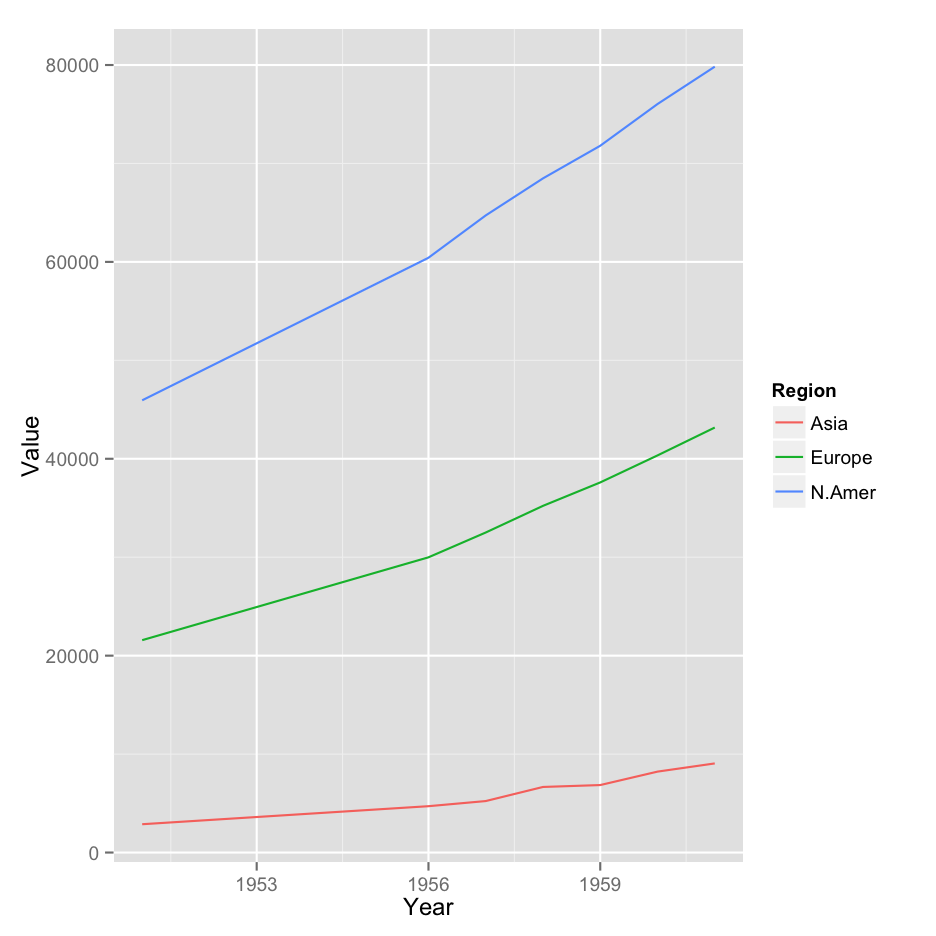 80000
60000
40000
20000
0
Value
1953
1956
1959
Year
Region
Asia
Europe
N.Amer